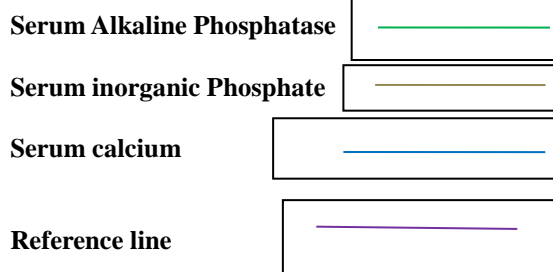 Serum Alkaline Phosphatase
Serum inorganic Phosphate
Serum calcium
Reference line